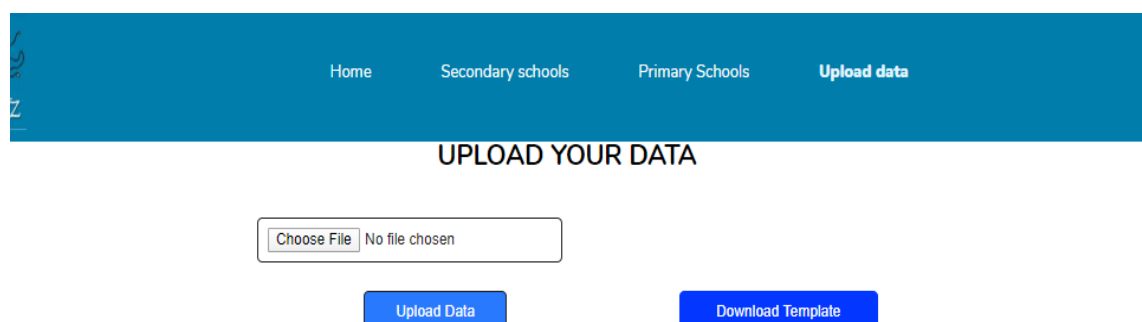 Home Secondary schools Primary Schools Upload data
UPLOAD YOUR DATA
Choose File No file chosen
Upload Data Download Template